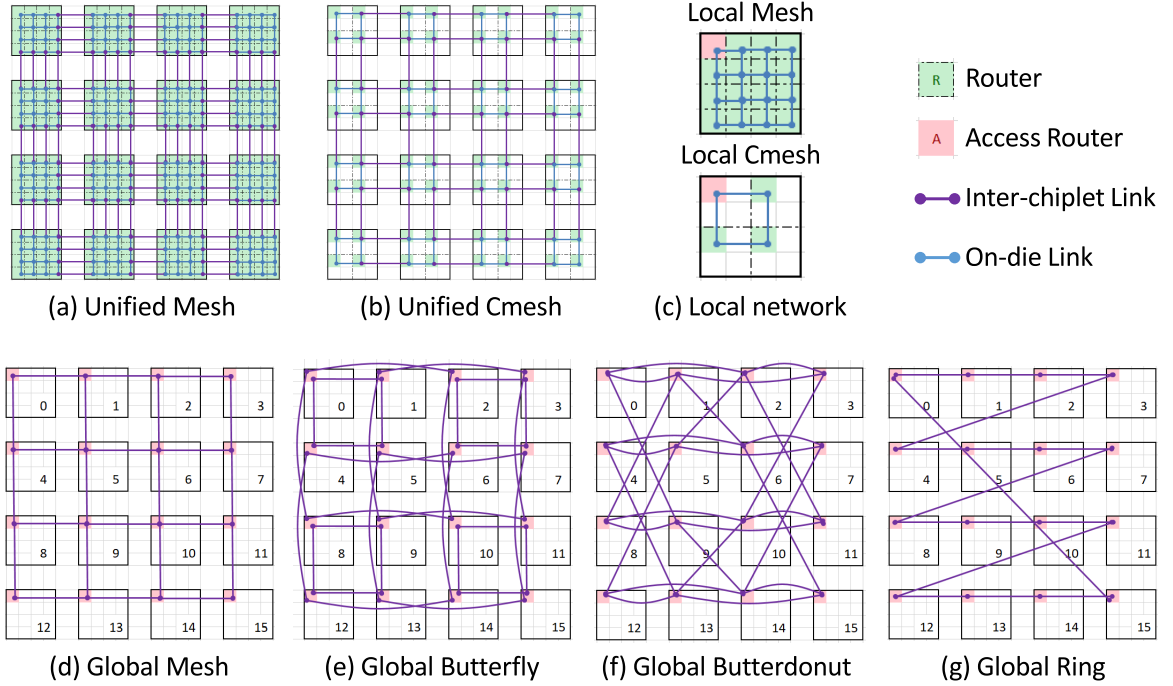 Local Mesh
R Router
A Access Router
Local Cmesh
Inter-chiplet Link
On-die Link
(a) Unified Mesh
(b) Unified Cmesh
(c) Local network
0 1 2 3
4 5 6 7
8 9 10 11
12 13 14 15
(d) Global Mesh
0 1 2 3
4 5 6 7
8 9 10 11
12 13 14 15
(e) Global Butterfly
0 1 2 3
4 5 6 7
8 9 10 11
12 13 14 15
(f) Global Butterdonut
0 1 2 3
4 5 6 7
8 9 10 11
12 13 14 15
(g) Global Ring